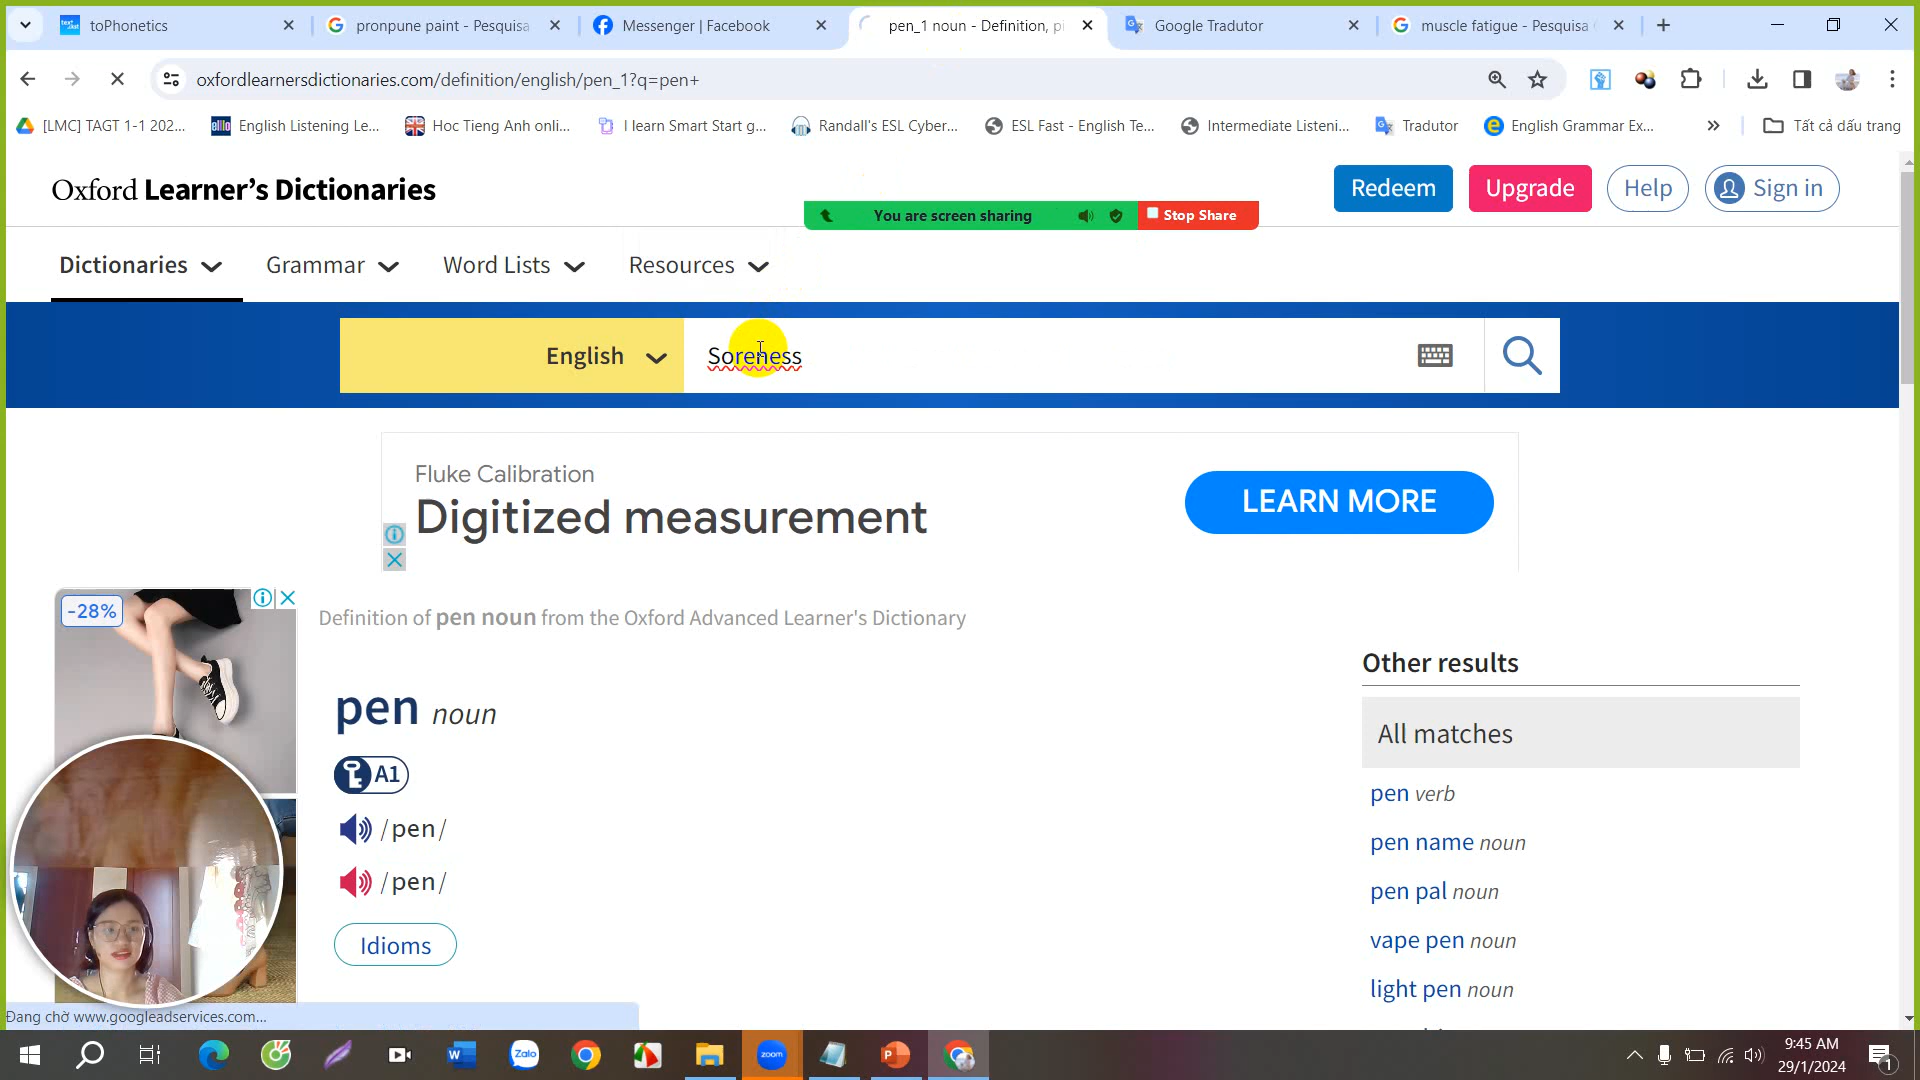 toPhonetics
pronpune paint - Pesquisa
Messenger | Facebook
pen_1 noun - Definition, pi
Google Tradutor
muscle fatigue - Pesquisa
oxfordlearnersdictionaries.com/definition/english/pen_1?q=pen+
[LMC] TAGT 1-1 202...
English Listening Le...
Hoc Tieng Anh onli...
I learn Smart Start g...
Randall's ESL Cyber...
ESL Fast - English Te...
Intermediate Listeni...
Tradutor
English Grammar Ex...
Tất cả dấu trang
Oxford Learner's Dictionaries
Redeem
Upgrade
Help
Sign in
You are screen sharing
Stop Share
Dictionaries
Grammar
Word Lists
Resources
English
Soreness
Fluke Calibration
Digitized measurement
LEARN MORE
-28%
Definition of pen noun from the Oxford Advanced Learner's Dictionary
pen noun
A1
/pen/
/pen/
Idioms
Other results
All matches
pen verb
pen name noun
pen pal noun
vape pen noun
light pen noun
Đang chờ www.googleadservices.com...
Zalo
zoom
9:45 AM
29/1/2024
1